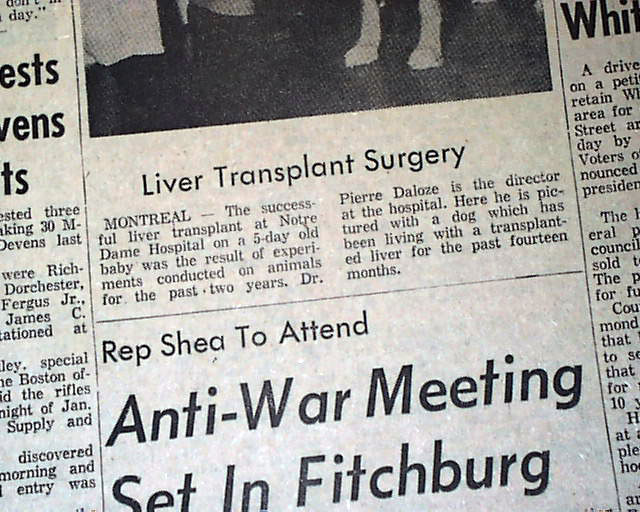 day."
ests
vens
ts
ested three
aking 30 M-
Devens last
were Rich-
Dorchester,
Fergus Jr.,
James C.
tationed at
lley, special
he Boston of-
id the rifles
night of Jan.
Supply and
discovered
morning and
l entry was
Liver Transplant Surgery
MONTREAL — The success-
ful liver transplant at Notre
Dame Hospital on a 5-day old
baby was the result of experi-
ments conducted on animals
for the past two years. Dr.
Pierre Daloze is the director
at the hospital. Here he is pic-
tured with a dog which has
been living with a transplant-
ed liver for the past fourteen
months.
Rep Shea To Attend
Anti-War Meeting
Set In Fitchburg
Whi
A drive
on a peti
retain Wh
area for
Street an
day by
Voters o
nounced
presiden
The
eral p
counci
sold t
The p
for fu
Cou
mond
that
to se
that
for
10 y
H
at a
ple
ho
ar